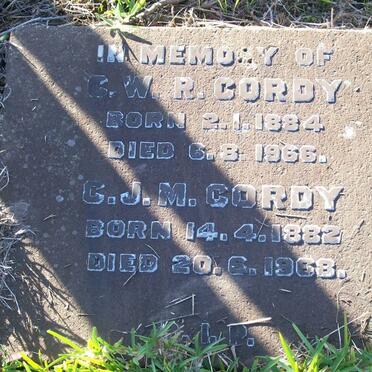 IN MEMORY OF
C. W. R. CORDY
BORN 2.1.1884
DIED 6.8.1966.
C. J. M. CORDY
BORN 14.4.1882
DIED 20.6.1968.
R.I.P.